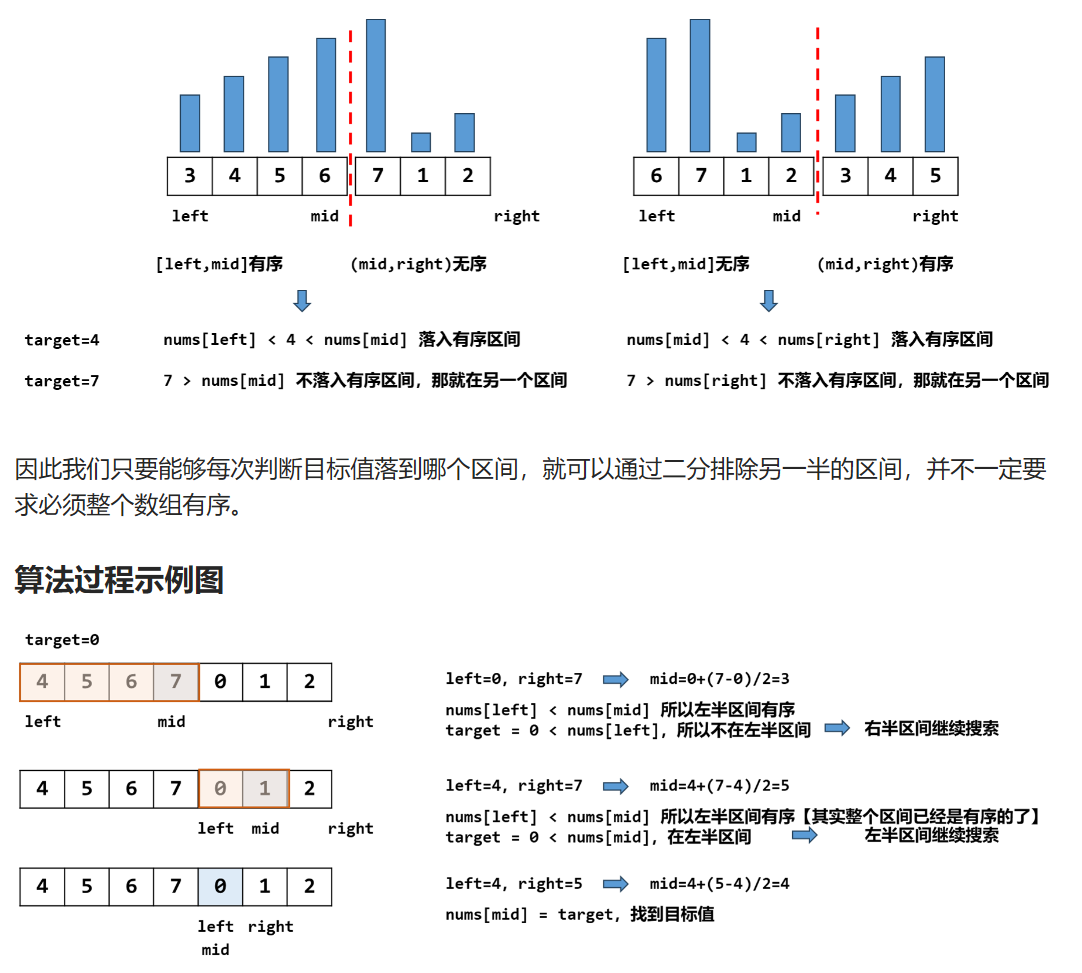 3 4 5 6 7 1 2
left mid right
[left,mid]有序 (mid,right)无序
6 7 1 2 3 4 5
left mid right
[left,mid]无序 (mid,right)有序
target=4 nums[left] < 4 < nums[mid] 落入有序区间 nums[mid] < 4 < nums[right] 落入有序区间
target=7 7 > nums[mid] 不落入有序区间，那就在另一个区间 7 > nums[right] 不落入有序区间，那就在另一个区间
因此我们只要能够每次判断目标值落到哪个区间，就可以通过二分排除另一半的区间，并不一定要
求必须整个数组有序。
算法过程示例图
target=0
4 5 6 7 0 1 2
left mid right
left=0, right=7 mid=0+(7-0)/2=3
nums[left] < nums[mid] 所以左半区间有序
target = 0 < nums[left]，所以不在左半区间 右半区间继续搜索
4 5 6 7 0 1 2
left mid right
left=4, right=7 mid=4+(7-4)/2=5
nums[left] < nums[mid] 所以左半区间有序【其实整个区间已经是有序的了】
target = 0 < nums[mid]，在左半区间 左半区间继续搜索
4 5 6 7 0 1 2
left right
mid
left=4, right=5 mid=4+(5-4)/2=4
nums[mid] = target，找到目标值